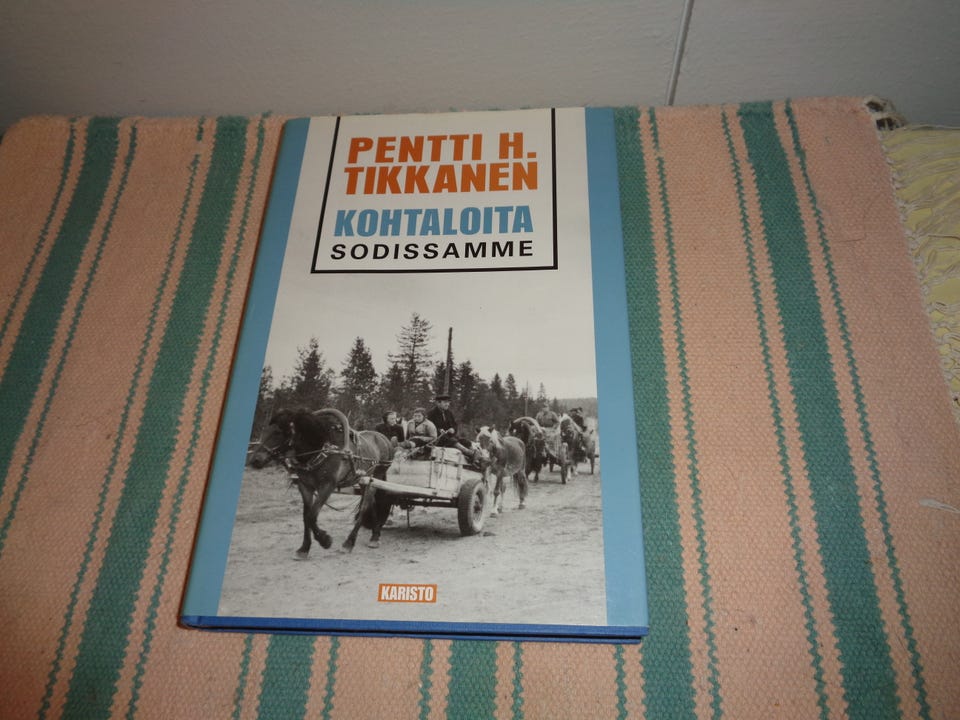 PENTTI H.
TIKKANEN
KOHTALOITA
SODISSAMME
KARISTO